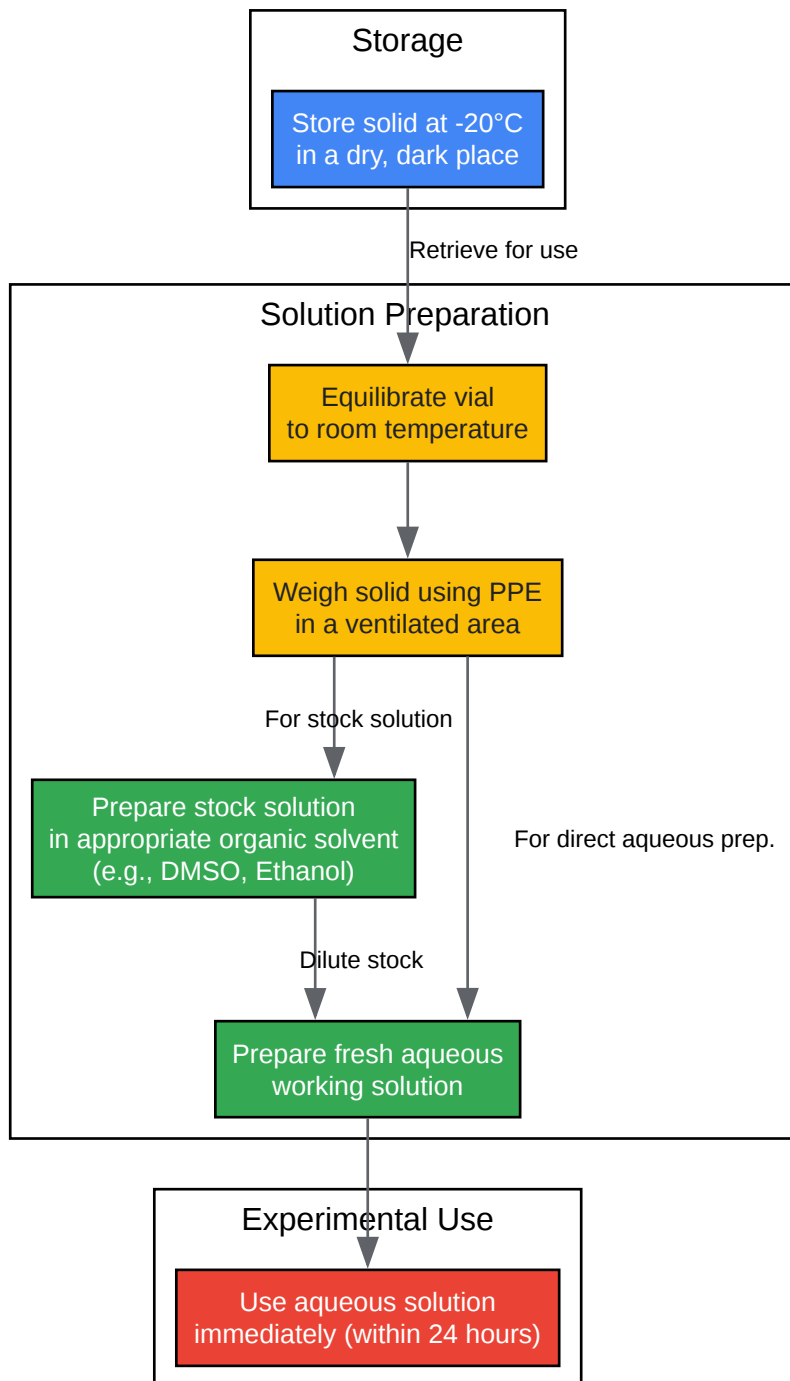 Storage
Store solid at -20°C
in a dry, dark place
Retrieve for use
Solution Preparation
Equilibrate vial
to room temperature
Weigh solid using PPE
in a ventilated area
For stock solution
Prepare stock solution
in appropriate organic solvent
(e.g., DMSO, Ethanol)
For direct aqueous prep.
Dilute stock
Prepare fresh aqueous
working solution
Experimental Use
Use aqueous solution
immediately (within 24 hours)